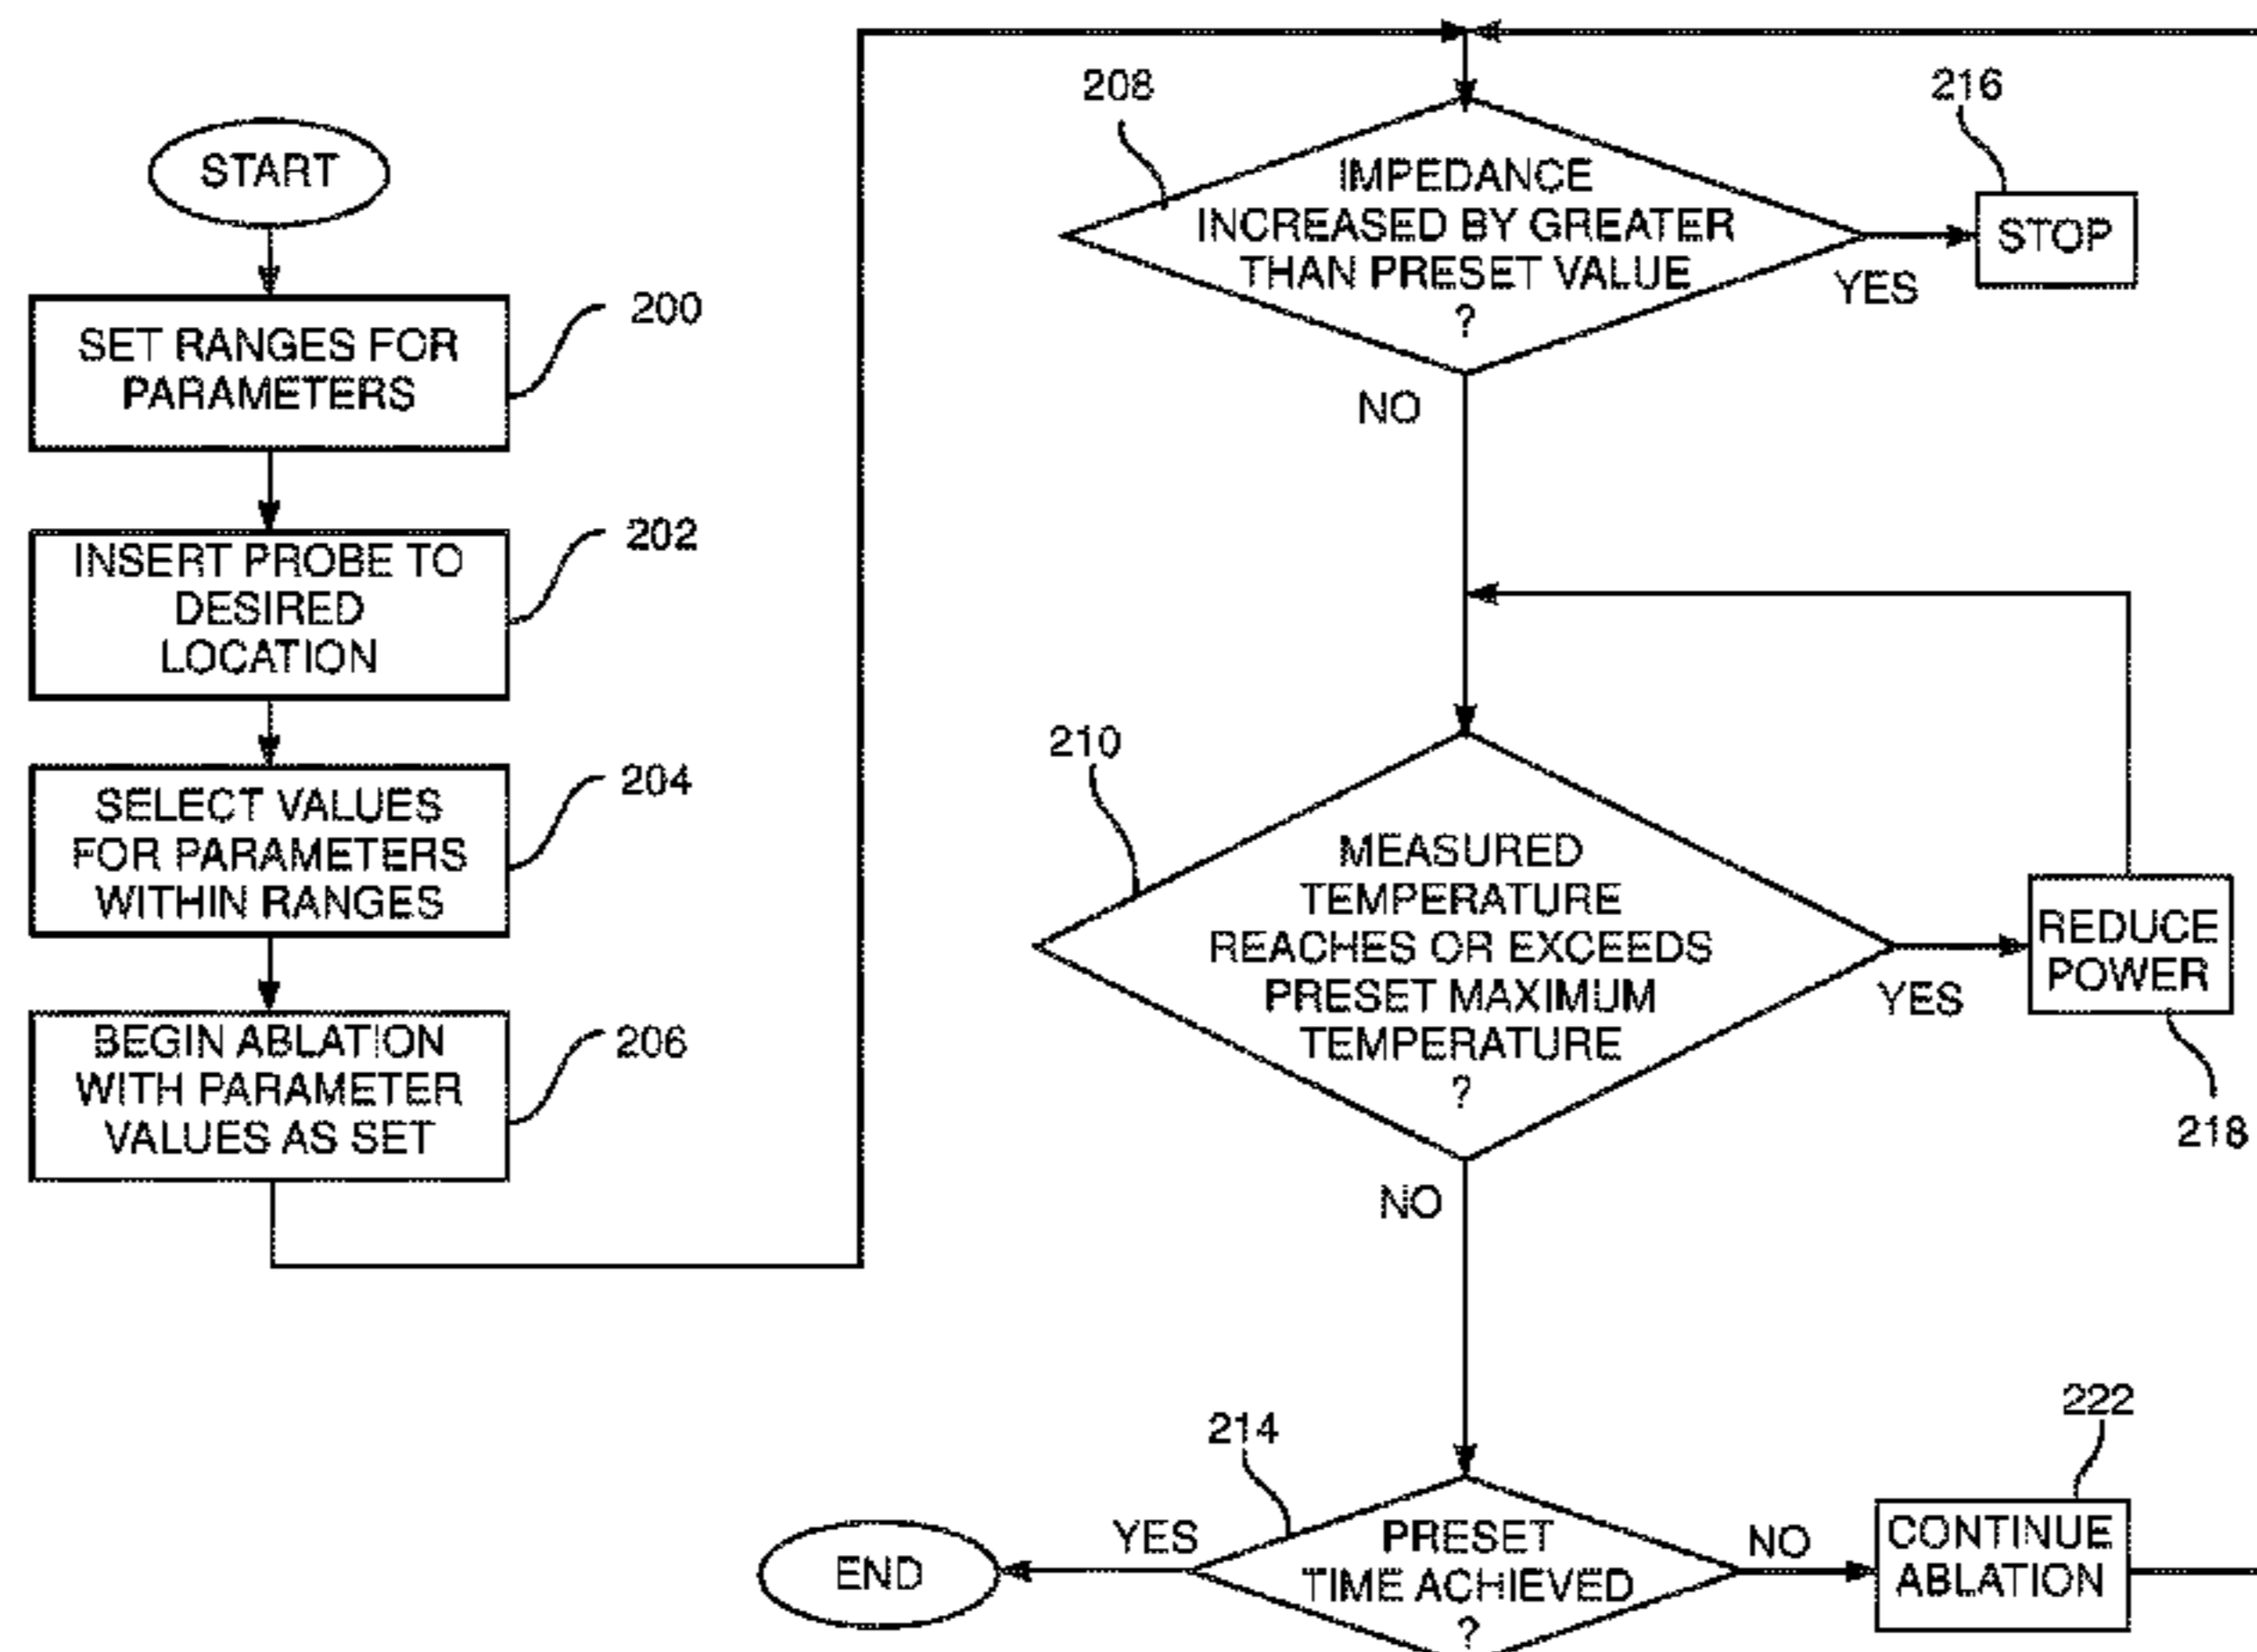 START
SET RANGES FOR
PARAMETERS
200
INSERT PROBE TO
DESIRED
LOCATION
202
SELECT VALUES
FOR PARAMETERS
WITHIN RANGES
204
BEGIN ABLATION
WITH PARAMETER
VALUES AS SET
206
208
IMPEDANCE
INCREASED BY GREATER
THAN PRESET VALUE
?
YES
216
STOP
NO
210
MEASURED
TEMPERATURE
REACHES OR EXCEEDS
PRESET MAXIMUM
TEMPERATURE
?
YES
REDUCE
POWER
218
NO
214
PRESET
TIME ACHIEVED
?
YES
END
NO
222
CONTINUE
ABLATION